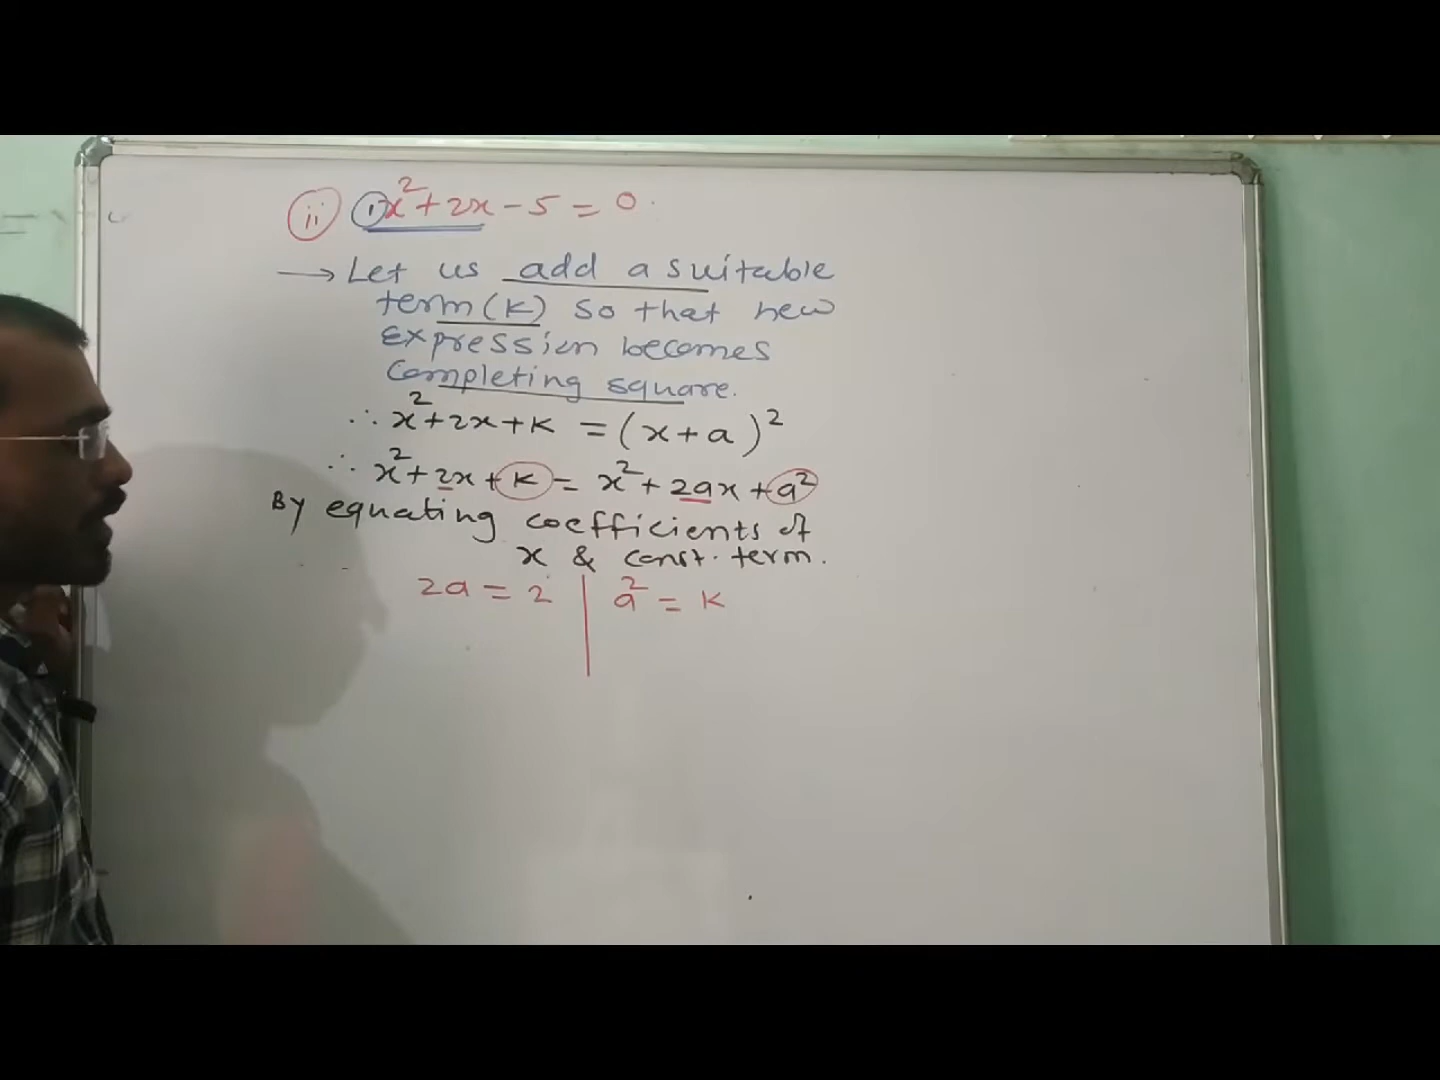 ii ① x²+2x-5=0.
→ Let us add a suitable
term(k) so that new
expression becomes
completing square.
∴ x²+2x+k = (x+a)²
∴ x²+2x+k = x²+2ax+a²
By equating coefficients of
x & const. term.
2a = 2 | a² = k